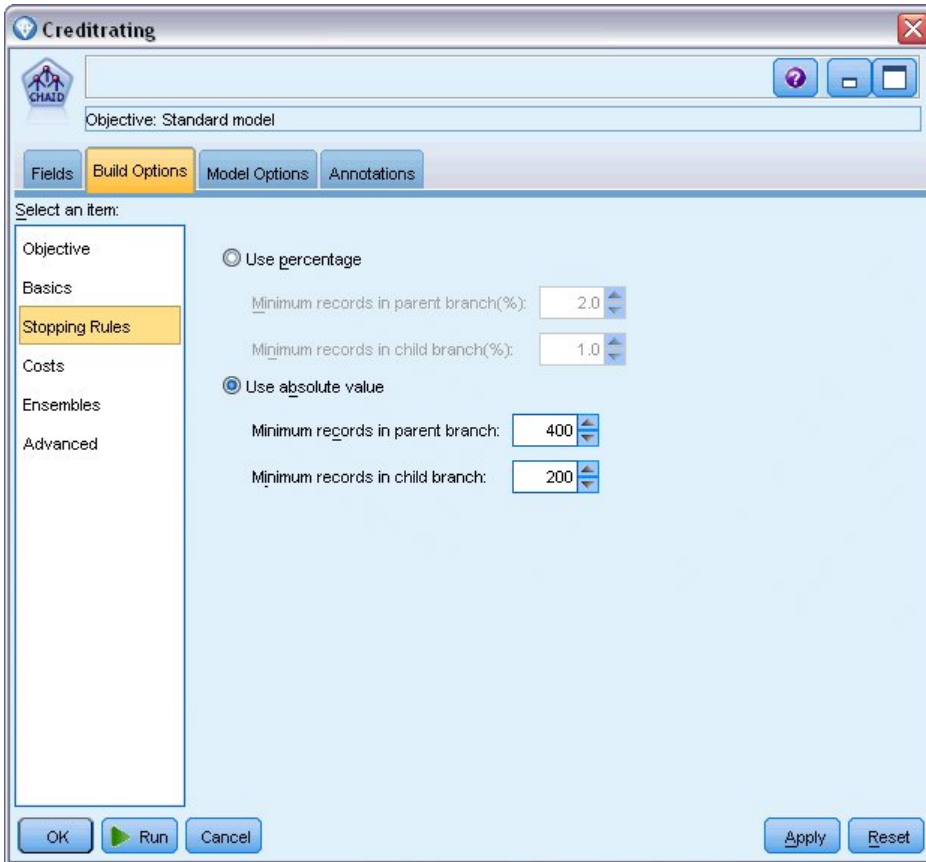 Creditrating
CHAID
Objective: Standard model
Fields Build Options Model Options Annotations
Select an item:
Objective
Basics
Stopping Rules
Costs
Ensembles
Advanced
Use percentage
Minimum records in parent branch(%): 2.0
Minimum records in child branch(%): 1.0
Use absolute value
Minimum records in parent branch: 400
Minimum records in child branch: 200
OK Run Cancel Apply Reset